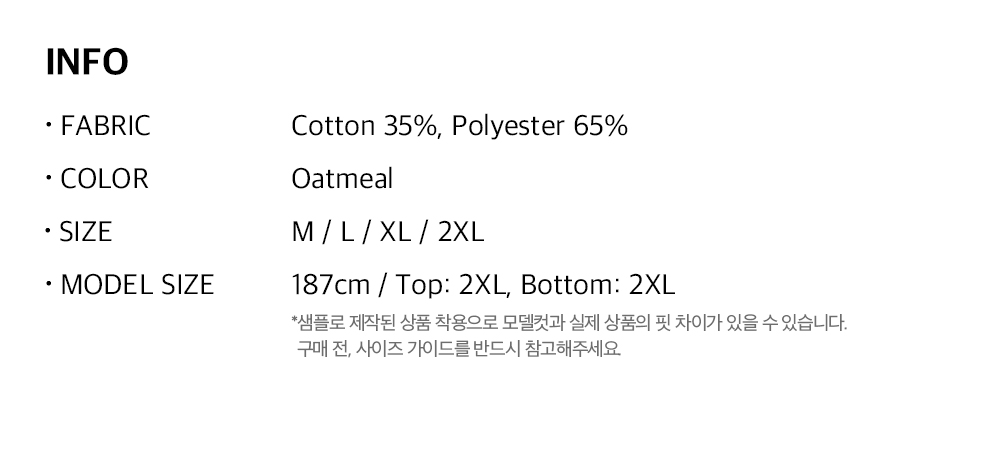 INFO
· FABRIC Cotton 35%, Polyester 65%
· COLOR Oatmeal
· SIZE M / L / XL / 2XL
· MODEL SIZE 187cm / Top: 2XL, Bottom: 2XL
*샘플로 제작된 상품 착용으로 모델컷과 실제 상품의 핏 차이가 있을 수 있습니다.
구매 전, 사이즈 가이드를 반드시 참고해주세요.